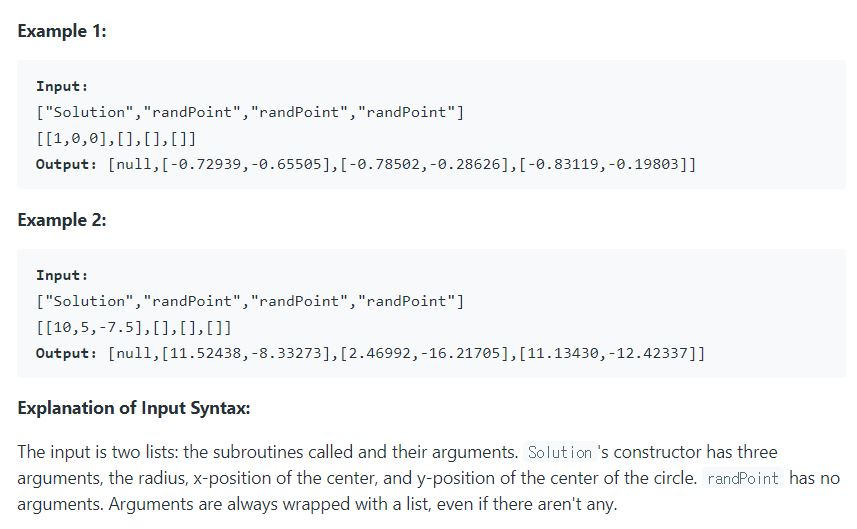 Example 1:
Input:
["Solution","randPoint","randPoint","randPoint"]
[[1,0,0],[],[],[]]
Output: [null,[-0.72939,-0.65505],[-0.78502,-0.28626],[-0.83119,-0.19803]]
Example 2:
Input:
["Solution","randPoint","randPoint","randPoint"]
[[10,5,-7.5],[],[],[]]
Output: [null,[11.52438,-8.33273],[2.46992,-16.21705],[11.13430,-12.42337]]
Explanation of Input Syntax:
The input is two lists: the subroutines called and their arguments. Solution's constructor has three
arguments, the radius, x-position of the center, and y-position of the center of the circle. randPoint has no
arguments. Arguments are always wrapped with a list, even if there aren't any.